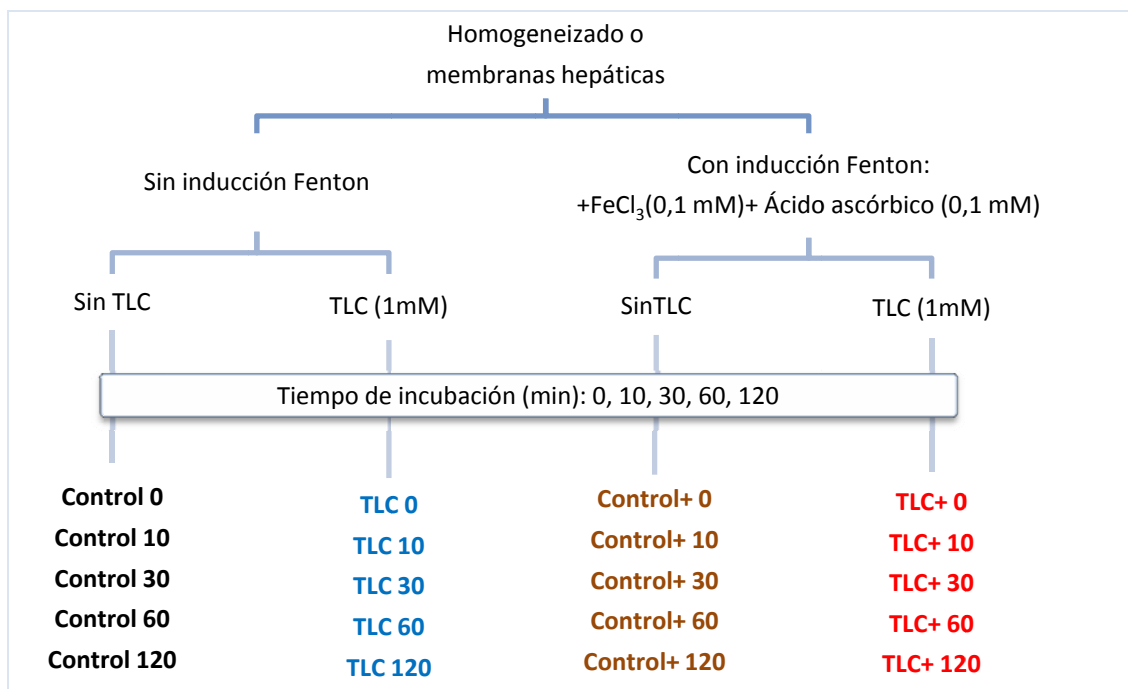 Homogeneizado o
membranas hepáticas
Sin inducción Fenton
Con inducción Fenton:
+FeCl₃(0,1 mM)+ Ácido ascórbico (0,1 mM)
Sin TLC
TLC (1mM)
SinTLC
TLC (1mM)
Tiempo de incubación (min): 0, 10, 30, 60, 120
Control 0
Control 10
Control 30
Control 60
Control 120
TLC 0
TLC 10
TLC 30
TLC 60
TLC 120
Control+ 0
Control+ 10
Control+ 30
Control+ 60
Control+ 120
TLC+ 0
TLC+ 10
TLC+ 30
TLC+ 60
TLC+ 120